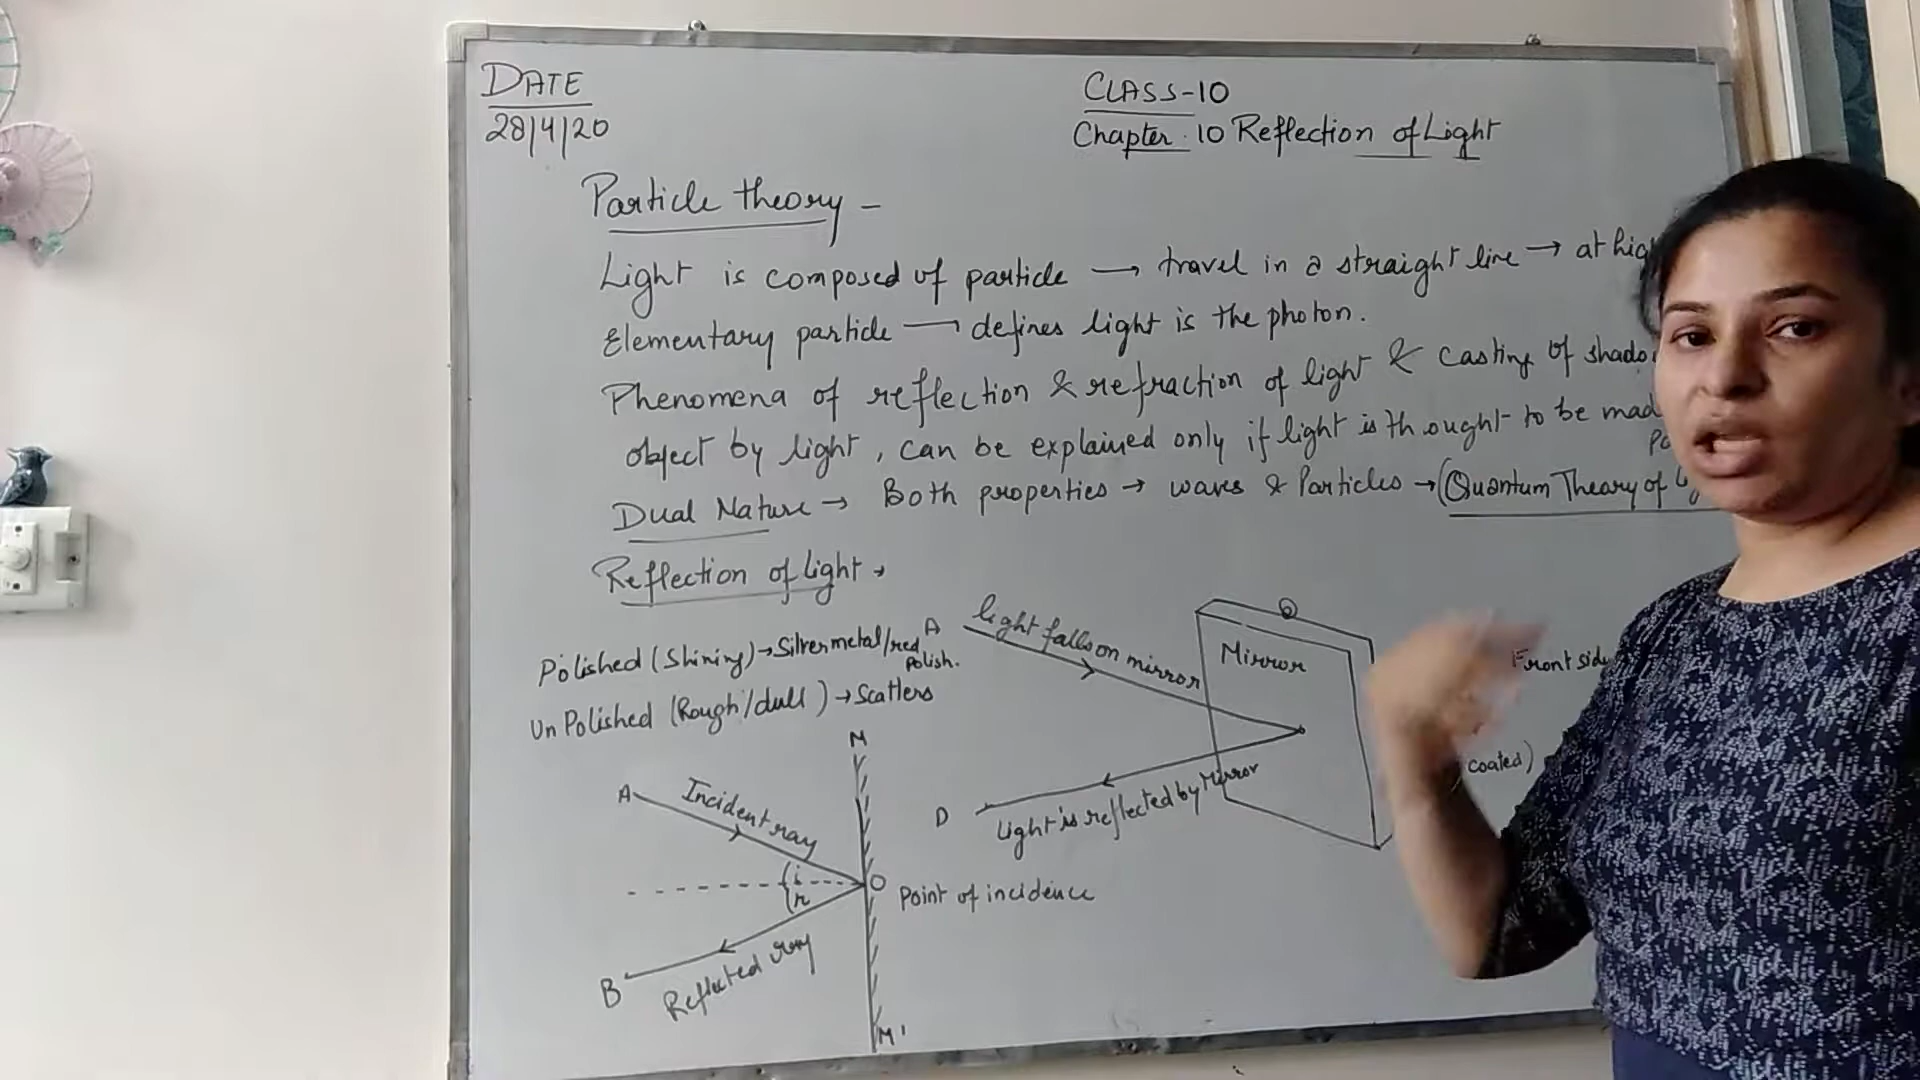 DATE
28/4/20
CLASS-10
Chapter. 10 Reflection of Light
Particle theory -
Light is composed of particle → travel in a straight line → at hig
Elementary particle → defines light is the photon.
Phenomena of reflection & refraction of light & casting of shado
object by light, can be explained only if light is thought to be mad
Dual Nature → Both properties → waves & Particles → (Quantum Theory of
Reflection of light →
Polished (Shining) → Silver metal/red
Polish.
UnPolished (Rough/dull) → Scatters
A
light falls on mirror
Mirror
Front side
coated)
D
Light is reflected by Mirror
M
A
Incident ray
i
r
O
Point of incidence
B
Reflected ray
M'